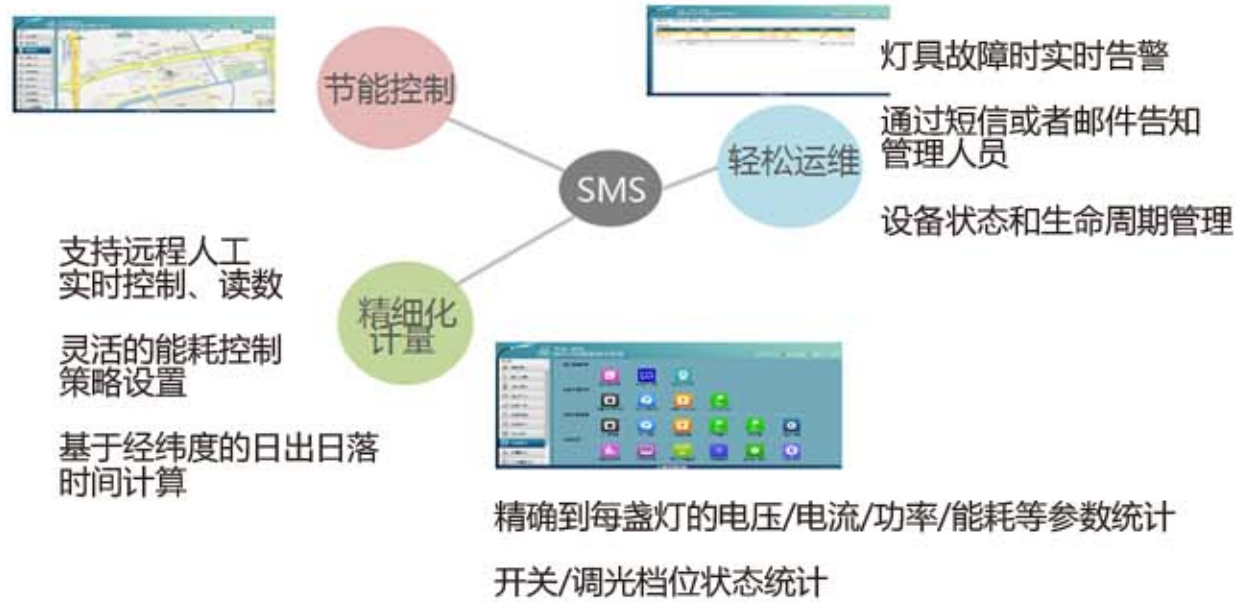 节能控制
灯具故障时实时告警
通过短信或者邮件告知
管理人员
轻松运维
SMS
设备状态和生命周期管理
支持远程人工
实时控制、读数
灵活的能耗控制
策略设置
基于经纬度的日出日落
时间计算
精细化
计量
精确到每盏灯的电压/电流/功率/能耗等参数统计
开关/调光档位状态统计